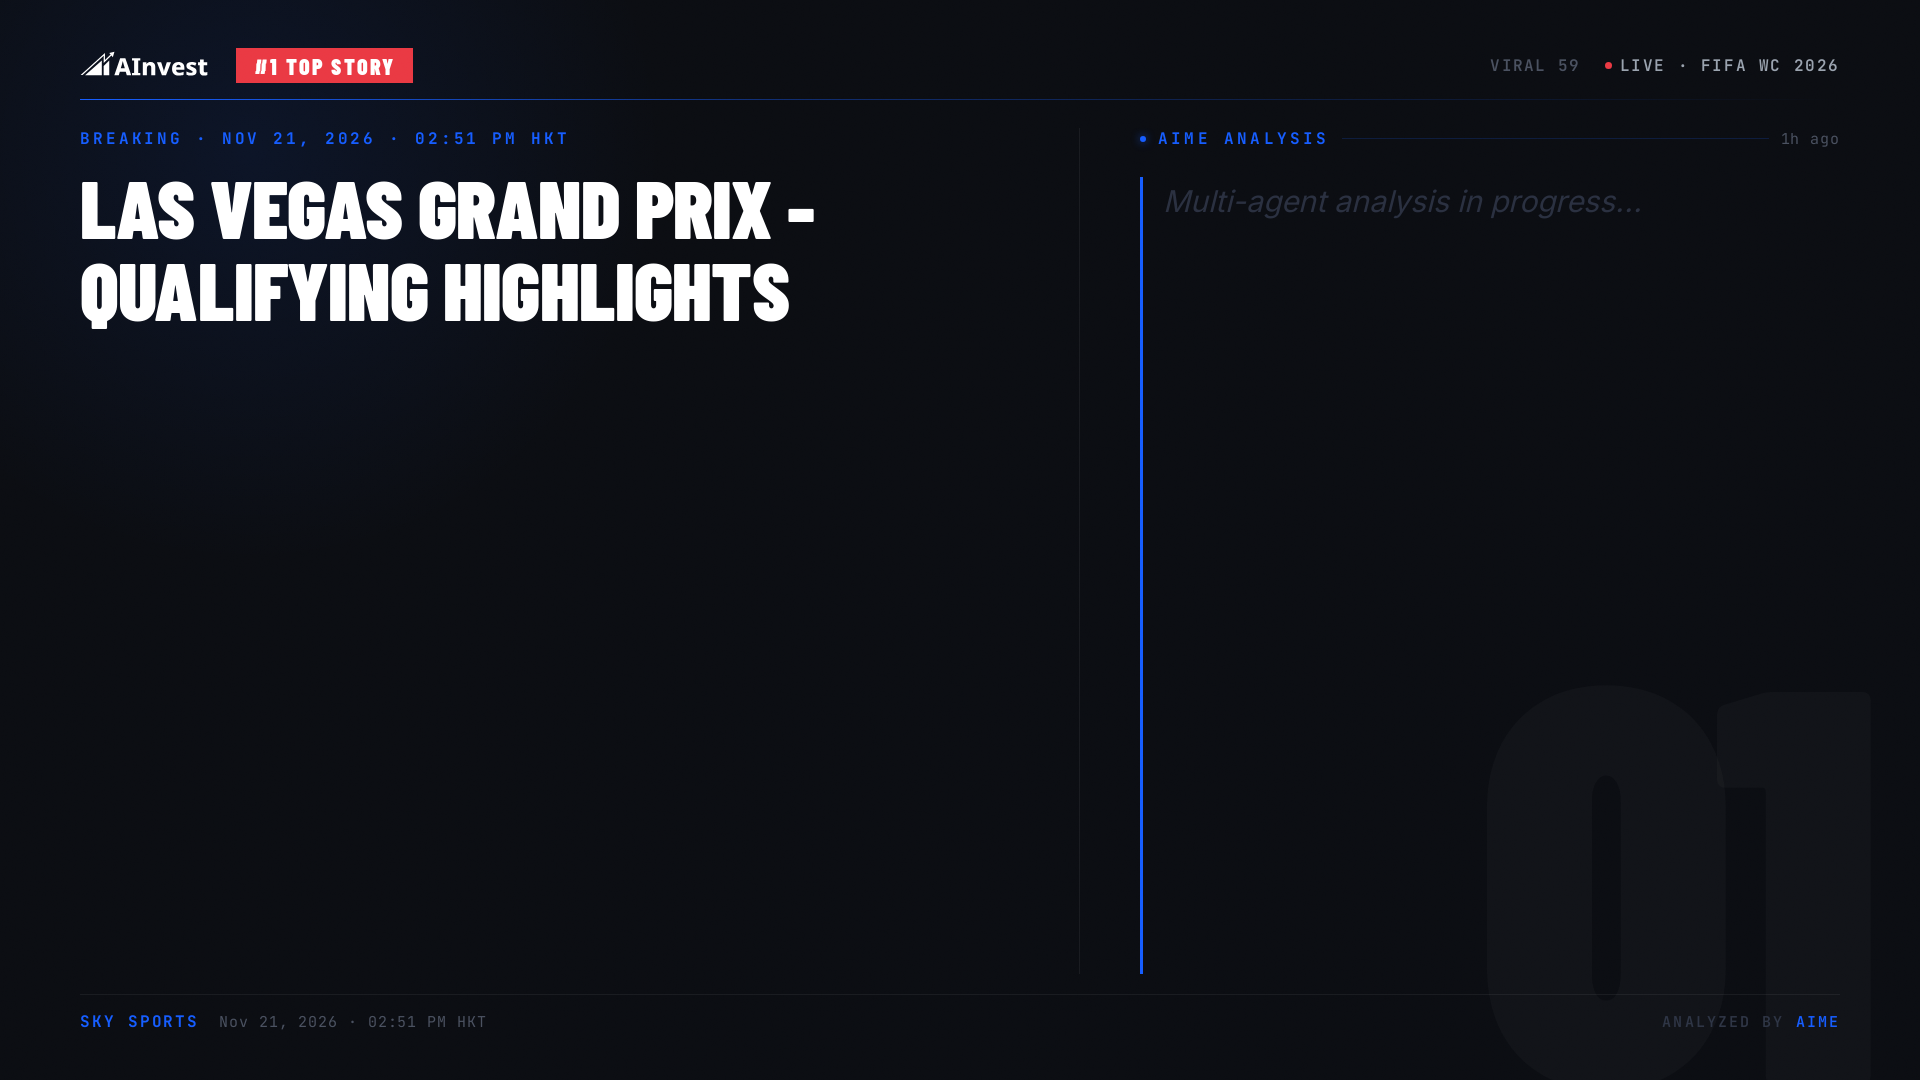 AInvest
#1 TOP STORY
VIRAL 59
LIVE · FIFA WC 2026
BREAKING · NOV 21, 2026 · 02:51 PM HKT
LAS VEGAS GRAND PRIX -
QUALIFYING HIGHLIGHTS
AIME ANALYSIS
1h ago
Multi-agent analysis in progress...
01
SKY SPORTS
Nov 21, 2026 · 02:51 PM HKT
ANALYZED BY AIME